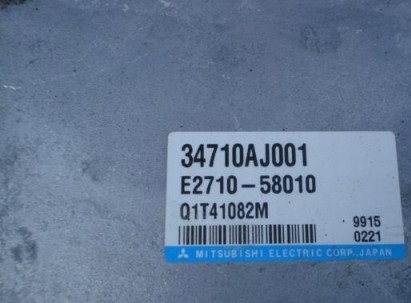 34710AJ001
E2710-58010
Q1T41082M
9915
0221
MITSUBISHI ELECTRIC CORP. JAPAN